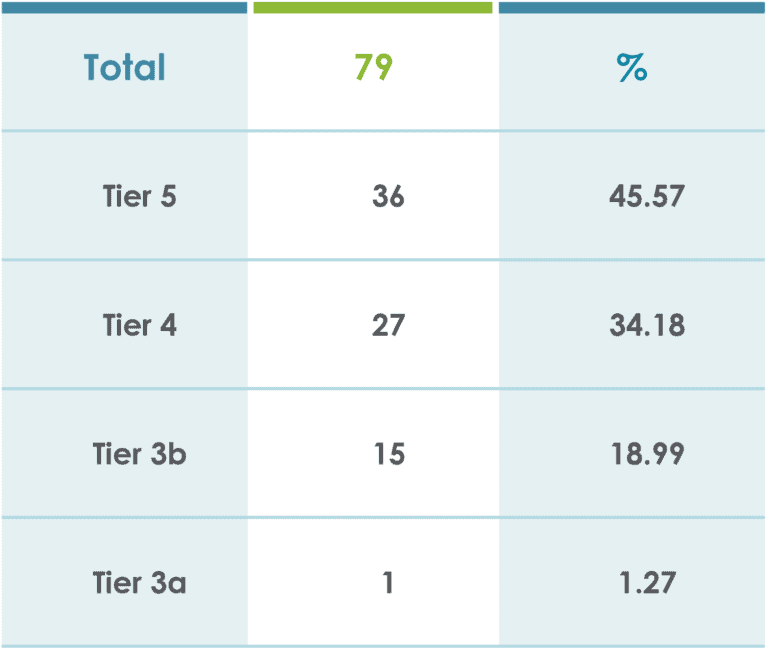 Total 79 %
Tier 5 36 45.57
Tier 4 27 34.18
Tier 3b 15 18.99
Tier 3a 1 1.27